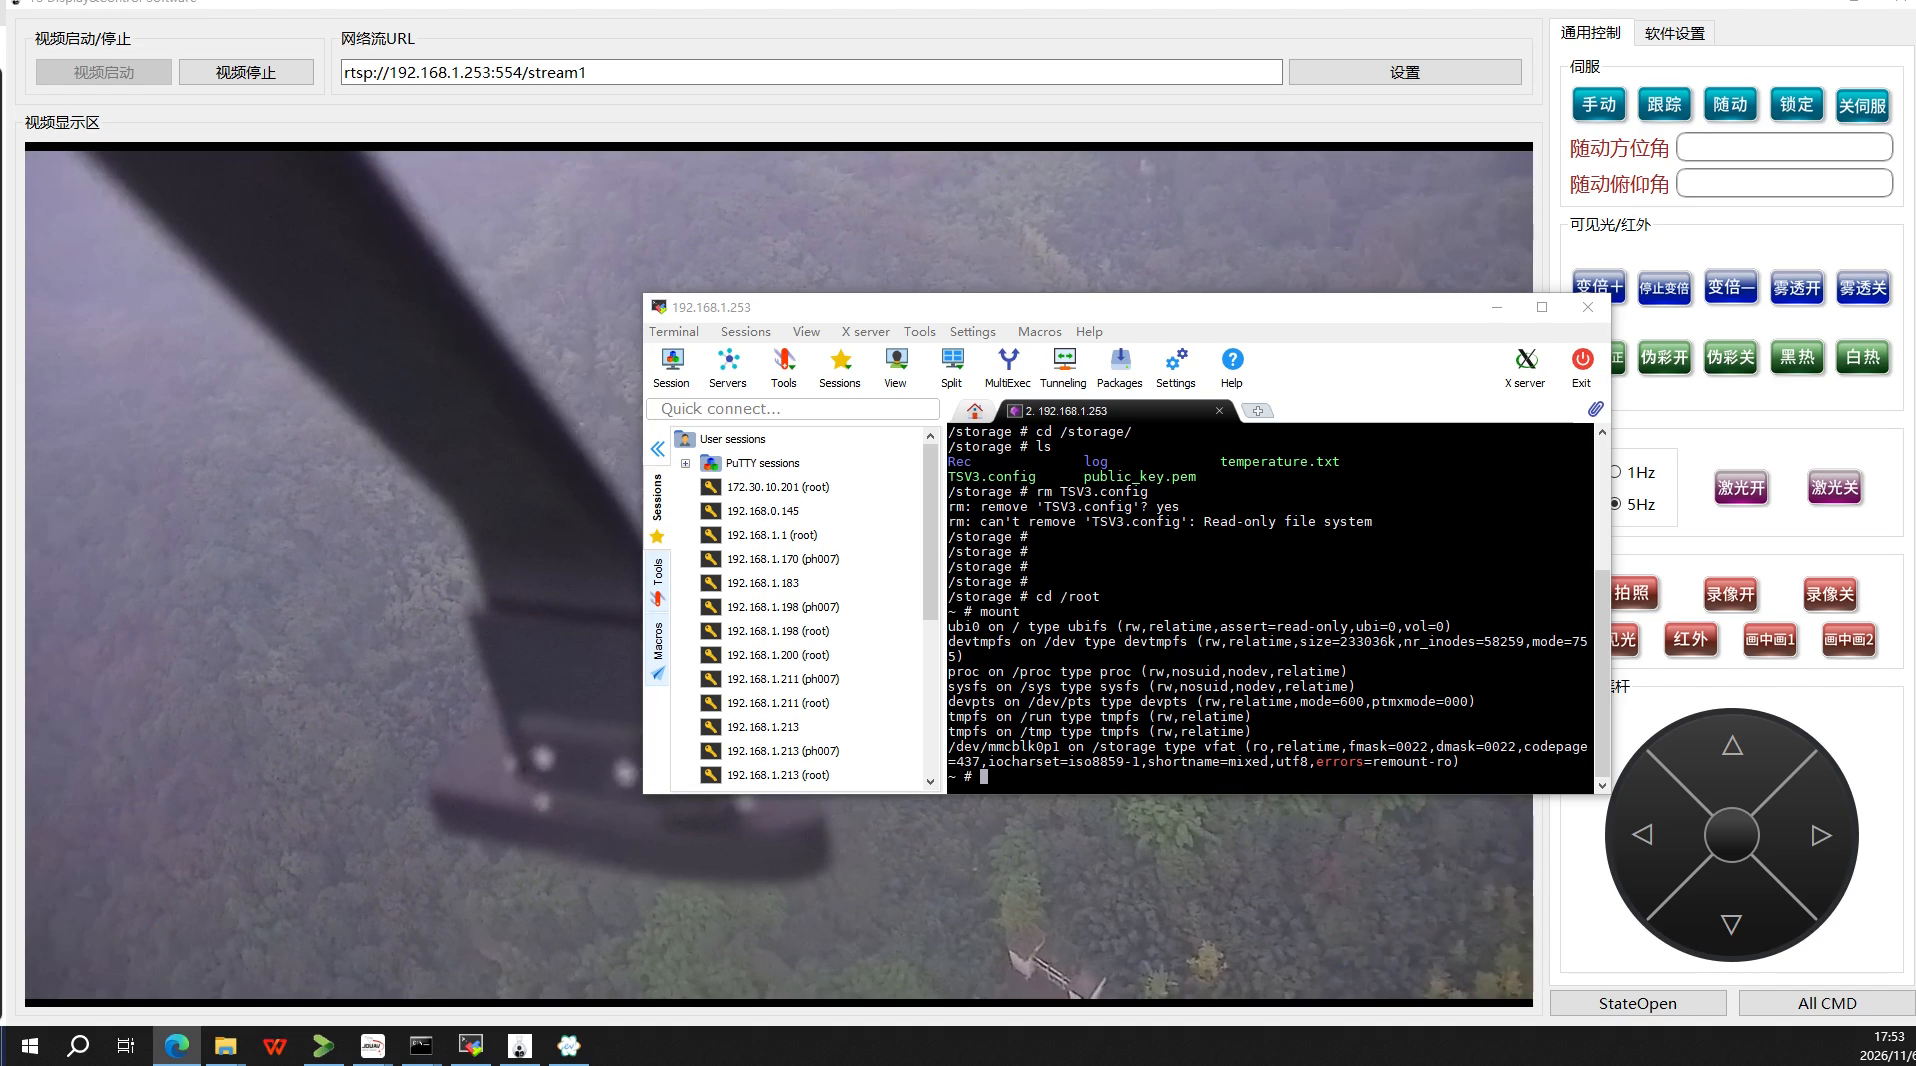 视频启动/停止
视频启动
视频停止
网络流URL
rtsp://192.168.1.253:554/stream1
设置
视频显示区
通用控制
软件设置
伺服
手动
跟踪
随动
锁定
关伺服
随动方位角
随动俯仰角
可见光/红外
变倍+
停止变倍
变倍一
雾透开
雾透关
正
伪彩开
伪彩关
黑热
白热
1Hz
5Hz
激光开
激光关
拍照
录像开
录像关
见光
红外
画中画1
画中画2
杆
StateOpen
All CMD
192.168.1.253
Terminal Sessions View X server Tools Settings Macros Help
Session Servers Tools Sessions View Split MultiExec Tunneling Packages Settings Help X server Exit
Quick connect...
2. 192.168.1.253
Sessions
Tools
Macros
User sessions
PuTTY sessions
172.30.10.201 (root)
192.168.0.145
192.168.1.1 (root)
192.168.1.170 (ph007)
192.168.1.183
192.168.1.198 (ph007)
192.168.1.198 (root)
192.168.1.200 (root)
192.168.1.211 (ph007)
192.168.1.211 (root)
192.168.1.213
192.168.1.213 (ph007)
192.168.1.213 (root)
/storage # cd /storage/
/storage # ls
Rec log temperature.txt
TSV3.config public_key.pem
/storage # rm TSV3.config
rm: remove 'TSV3.config'? yes
rm: can't remove 'TSV3.config': Read-only file system
/storage #
/storage #
/storage #
/storage #
/storage # cd /root
~ # mount
ubi0 on / type ubifs (rw,relatime,assert=read-only,ubi=0,vol=0)
devtmpfs on /dev type devtmpfs (rw,relatime,size=233036k,nr_inodes=58259,mode=75
5)
proc on /proc type proc (rw,nosuid,nodev,relatime)
sysfs on /sys type sysfs (rw,nosuid,nodev,relatime)
devpts on /dev/pts type devpts (rw,relatime,mode=600,ptmxmode=000)
tmpfs on /run type tmpfs (rw,relatime)
tmpfs on /tmp type tmpfs (rw,relatime)
/dev/mmcblk0p1 on /storage type vfat (ro,relatime,fmask=0022,dmask=0022,codepage
=437,iocharset=iso8859-1,shortname=mixed,utf8,errors=remount-ro)
~ #
17:53
2026/11/6